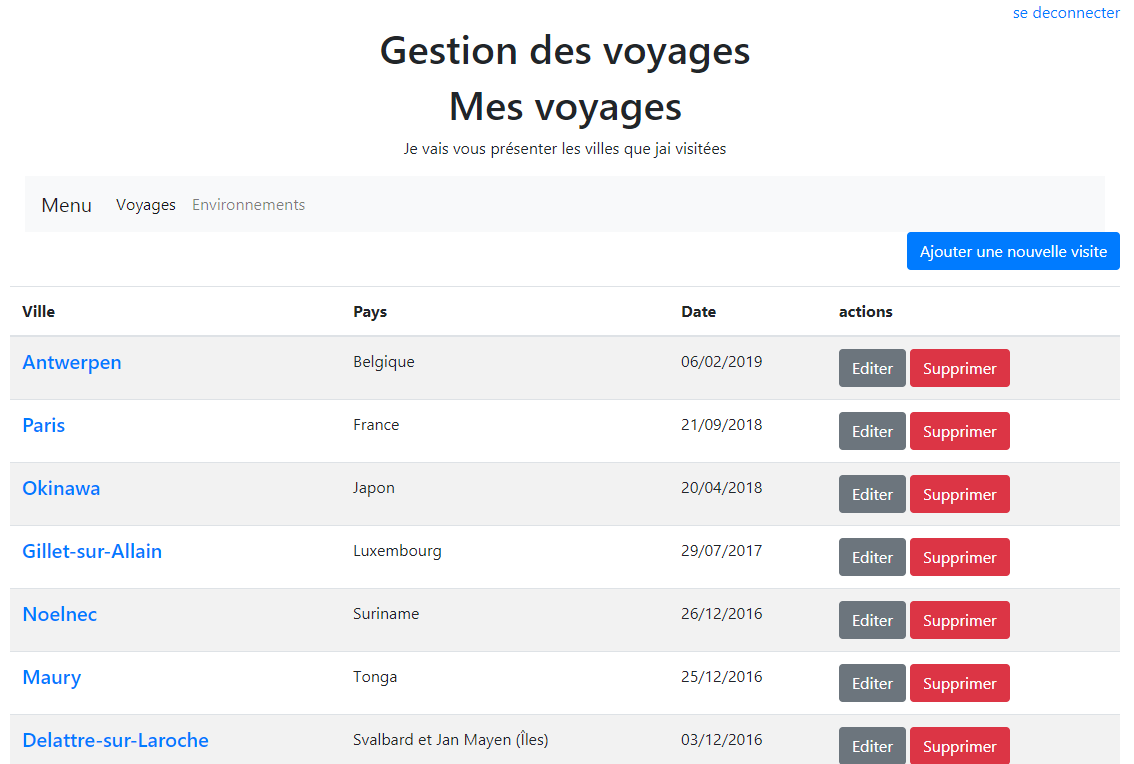 se deconnecter
Gestion des voyages
Mes voyages
Je vais vous présenter les villes que jai visitées
Menu Voyages Environnements
Ajouter une nouvelle visite
Ville Pays Date actions
Antwerpen Belgique 06/02/2019 Editer Supprimer
Paris France 21/09/2018 Editer Supprimer
Okinawa Japon 20/04/2018 Editer Supprimer
Gillet-sur-Allain Luxembourg 29/07/2017 Editer Supprimer
Noelnec Suriname 26/12/2016 Editer Supprimer
Maury Tonga 25/12/2016 Editer Supprimer
Delattre-sur-Laroche Svalbard et Jan Mayen (Îles) 03/12/2016 Editer Supprimer